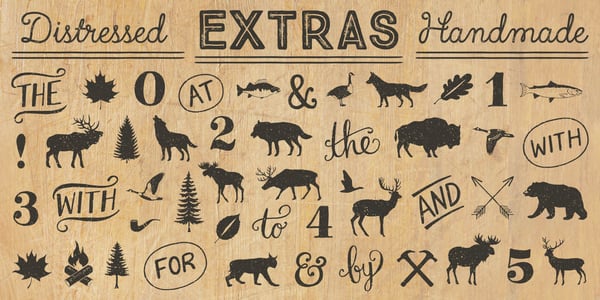 Distressed EXTRAS Handmade
THE 0 AT & 1
! 2 the WITH
3 WITH to 4 AND
FOR & by 5